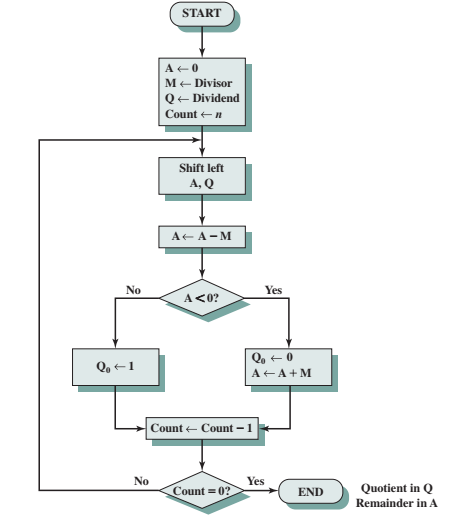 START
A ← 0
M ← Divisor
Q ← Dividend
Count ← n
Shift left
A, Q
A ← A − M
No
A < 0?
Yes
Q₀ ← 1
Q₀ ← 0
A ← A + M
Count ← Count − 1
No
Count = 0?
Yes
END
Quotient in Q
Remainder in A